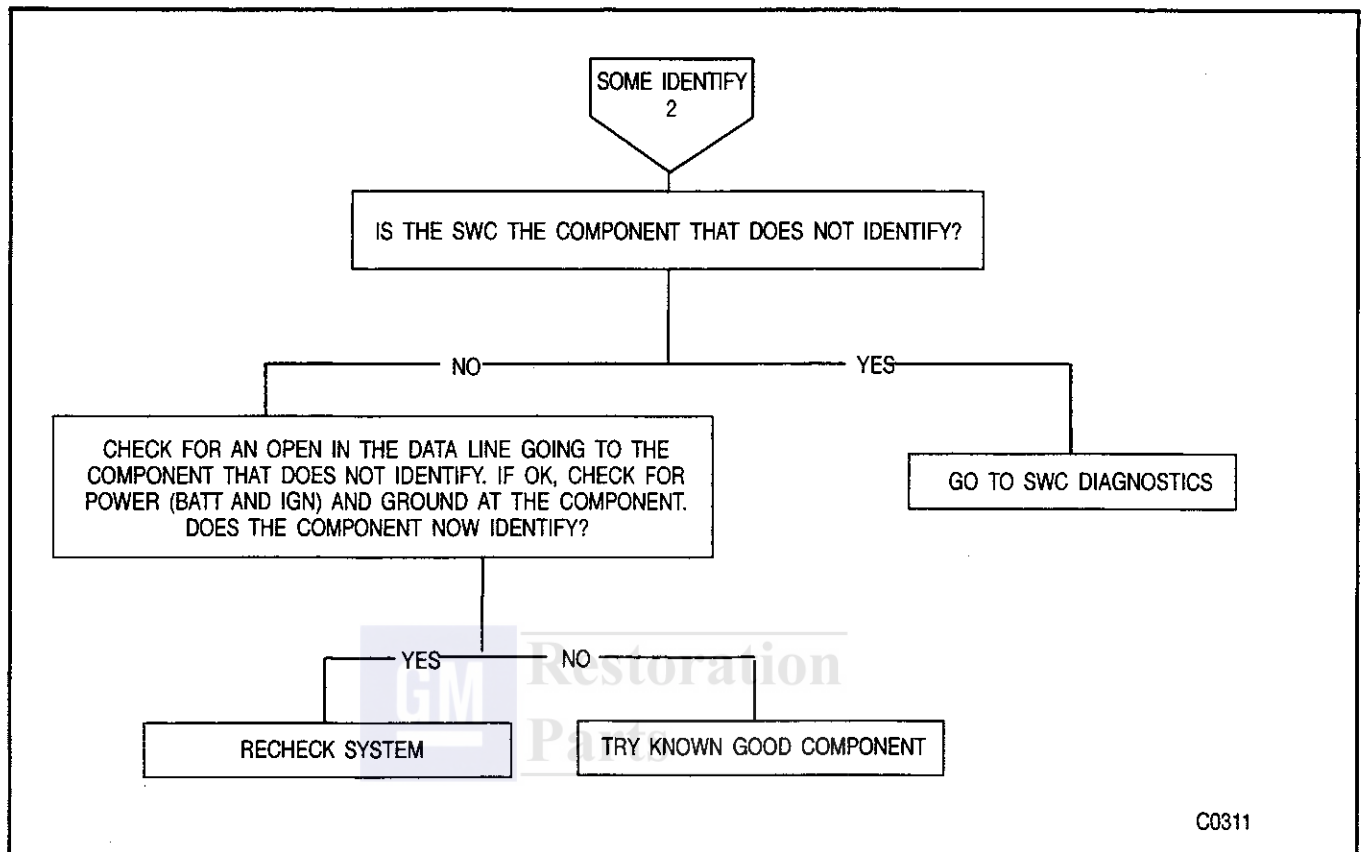 SOME IDENTIFY
2
IS THE SWC THE COMPONENT THAT DOES NOT IDENTIFY?
NO
YES
CHECK FOR AN OPEN IN THE DATA LINE GOING TO THE
COMPONENT THAT DOES NOT IDENTIFY. IF OK, CHECK FOR
POWER (BATT AND IGN) AND GROUND AT THE COMPONENT.
DOES THE COMPONENT NOW IDENTIFY?
GO TO SWC DIAGNOSTICS
YES
NO
GM Restoration
Parts
RECHECK SYSTEM
TRY KNOWN GOOD COMPONENT
C0311